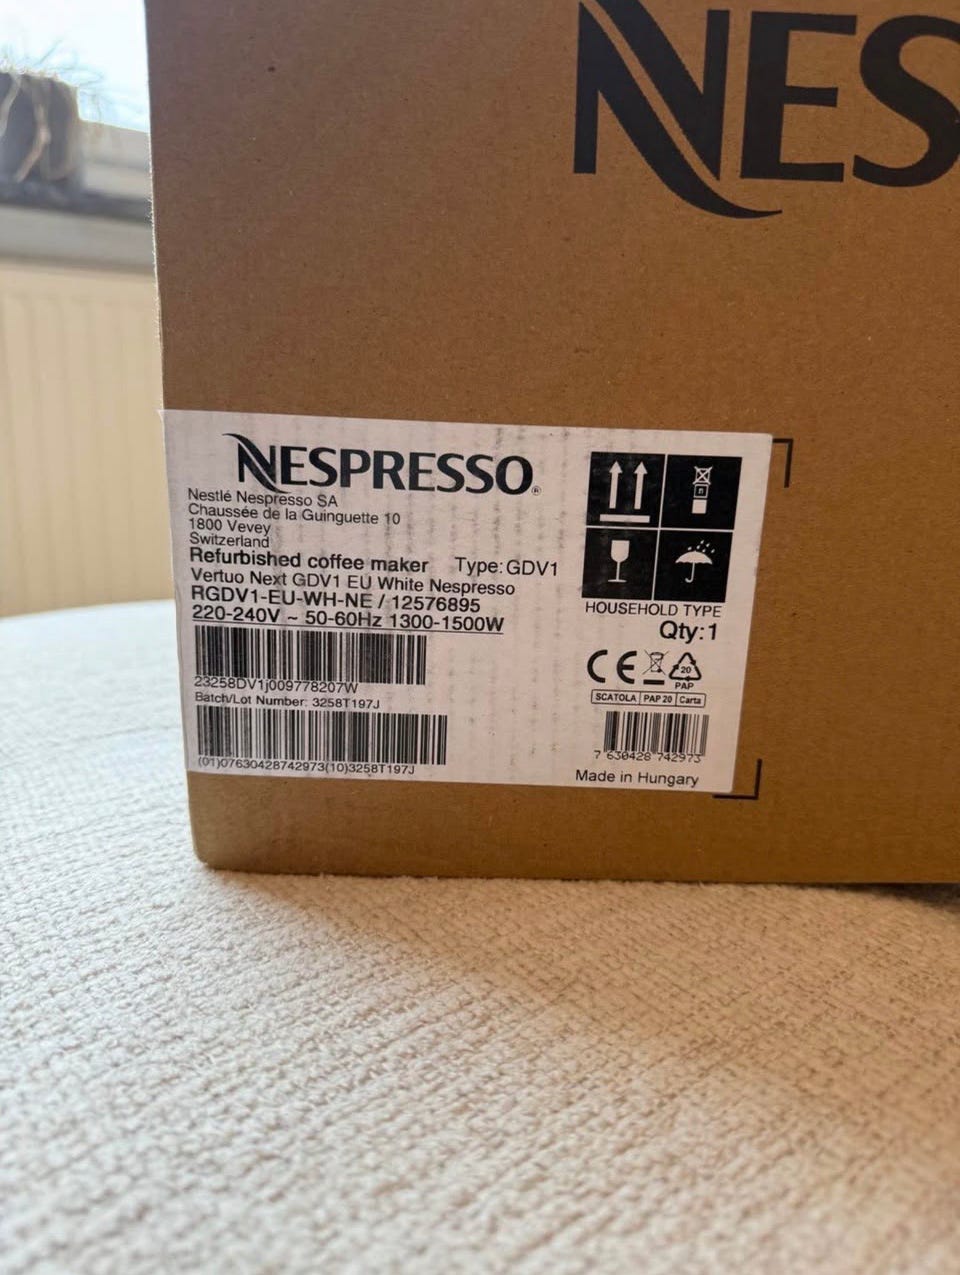 NES
NESPRESSO®
Nestlé Nespresso SA
Chaussée de la Guinguette 10
1800 Vevey
Switzerland
Refurbished coffee maker Type:GDV1
Vertuo Next GDV1 EU White Nespresso
RGDV1-EU-WH-NE / 12576895
220-240V ~ 50-60Hz 1300-1500W
23258DV1j009778207W
Batch/Lot Number: 3258T197J
(01)07630428742973(10)3258T197J
HOUSEHOLD TYPE
Qty:1
CE
20
PAP
SCATOLA PAP 20 Carta
7 630428 742973
Made in Hungary